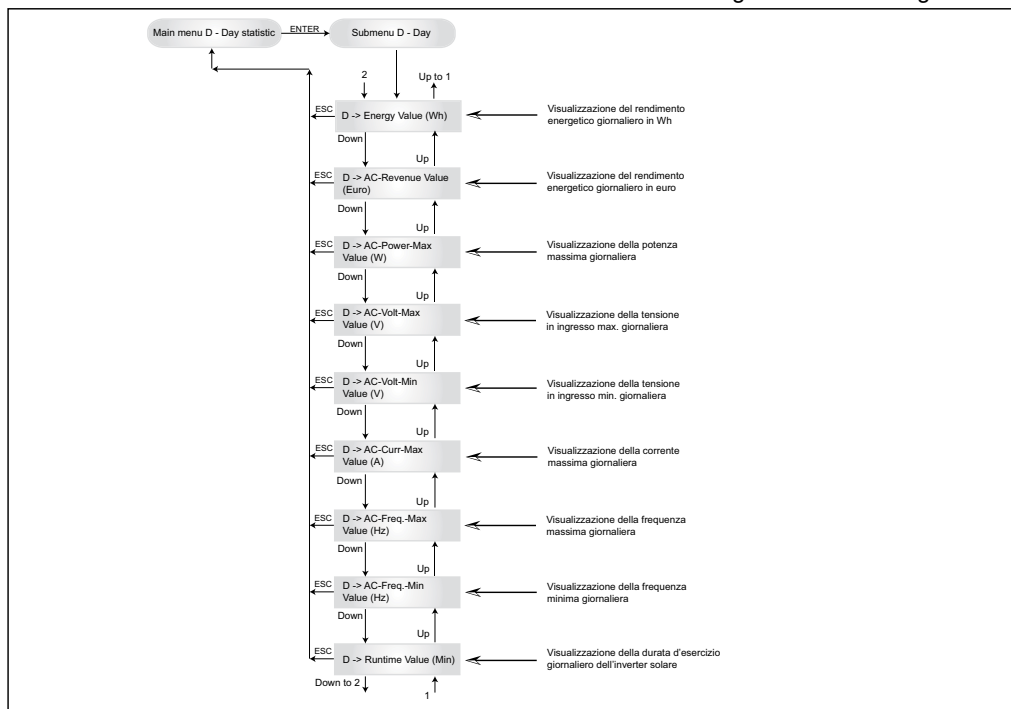 Main menu D - Day statistic
ENTER
Submenu D - Day
2
Up to 1
ESC
D -> Energy Value (Wh)
Visualizzazione del rendimento
energetico giornaliero in Wh
Down
Up
ESC
D -> AC-Revenue Value
(Euro)
Visualizzazione del rendimento
energetico giornaliero in euro
Down
Up
ESC
D -> AC-Power-Max
Value (W)
Visualizzazione della potenza
massima giornaliera
Down
Up
ESC
D -> AC-Volt-Max
Value (V)
Visualizzazione della tensione
in ingresso max. giornaliera
Down
Up
ESC
D -> AC-Volt-Min
Value (V)
Visualizzazione della tensione
in ingresso min. giornaliera
Down
Up
ESC
D -> AC-Curr-Max
Value (A)
Visualizzazione della corrente
massima giornaliera
Down
Up
ESC
D -> AC-Freq.-Max
Value (Hz)
Visualizzazione della frequenza
massima giornaliera
Down
Up
ESC
D -> AC-Freq.-Min
Value (Hz)
Visualizzazione della frequenza
minima giornaliera
Down
Up
ESC
D -> Runtime Value (Min)
Visualizzazione della durata d'esercizio
giornaliero dell'inverter solare
Down to 2
1